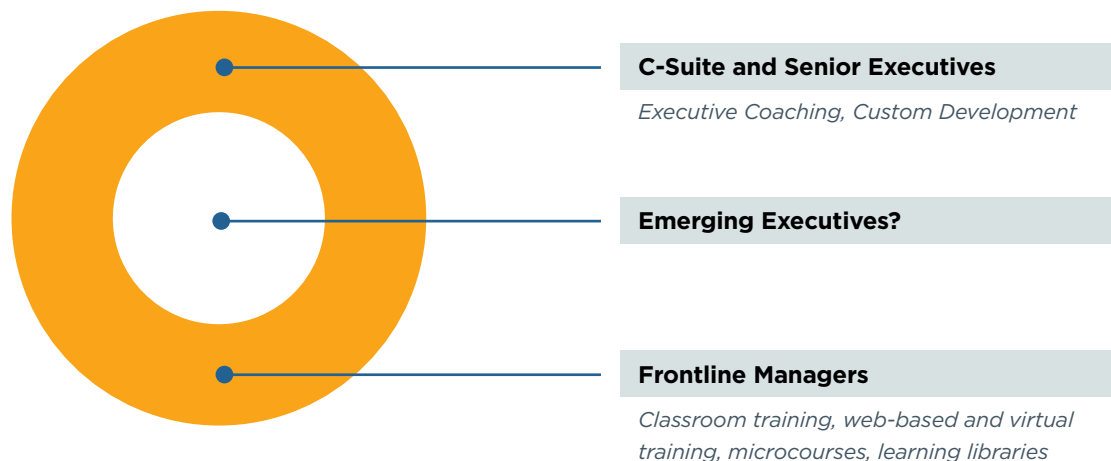 C-Suite and Senior Executives
Executive Coaching, Custom Development
Emerging Executives?
Frontline Managers
Classroom training, web-based and virtual
training, microcourses, learning libraries